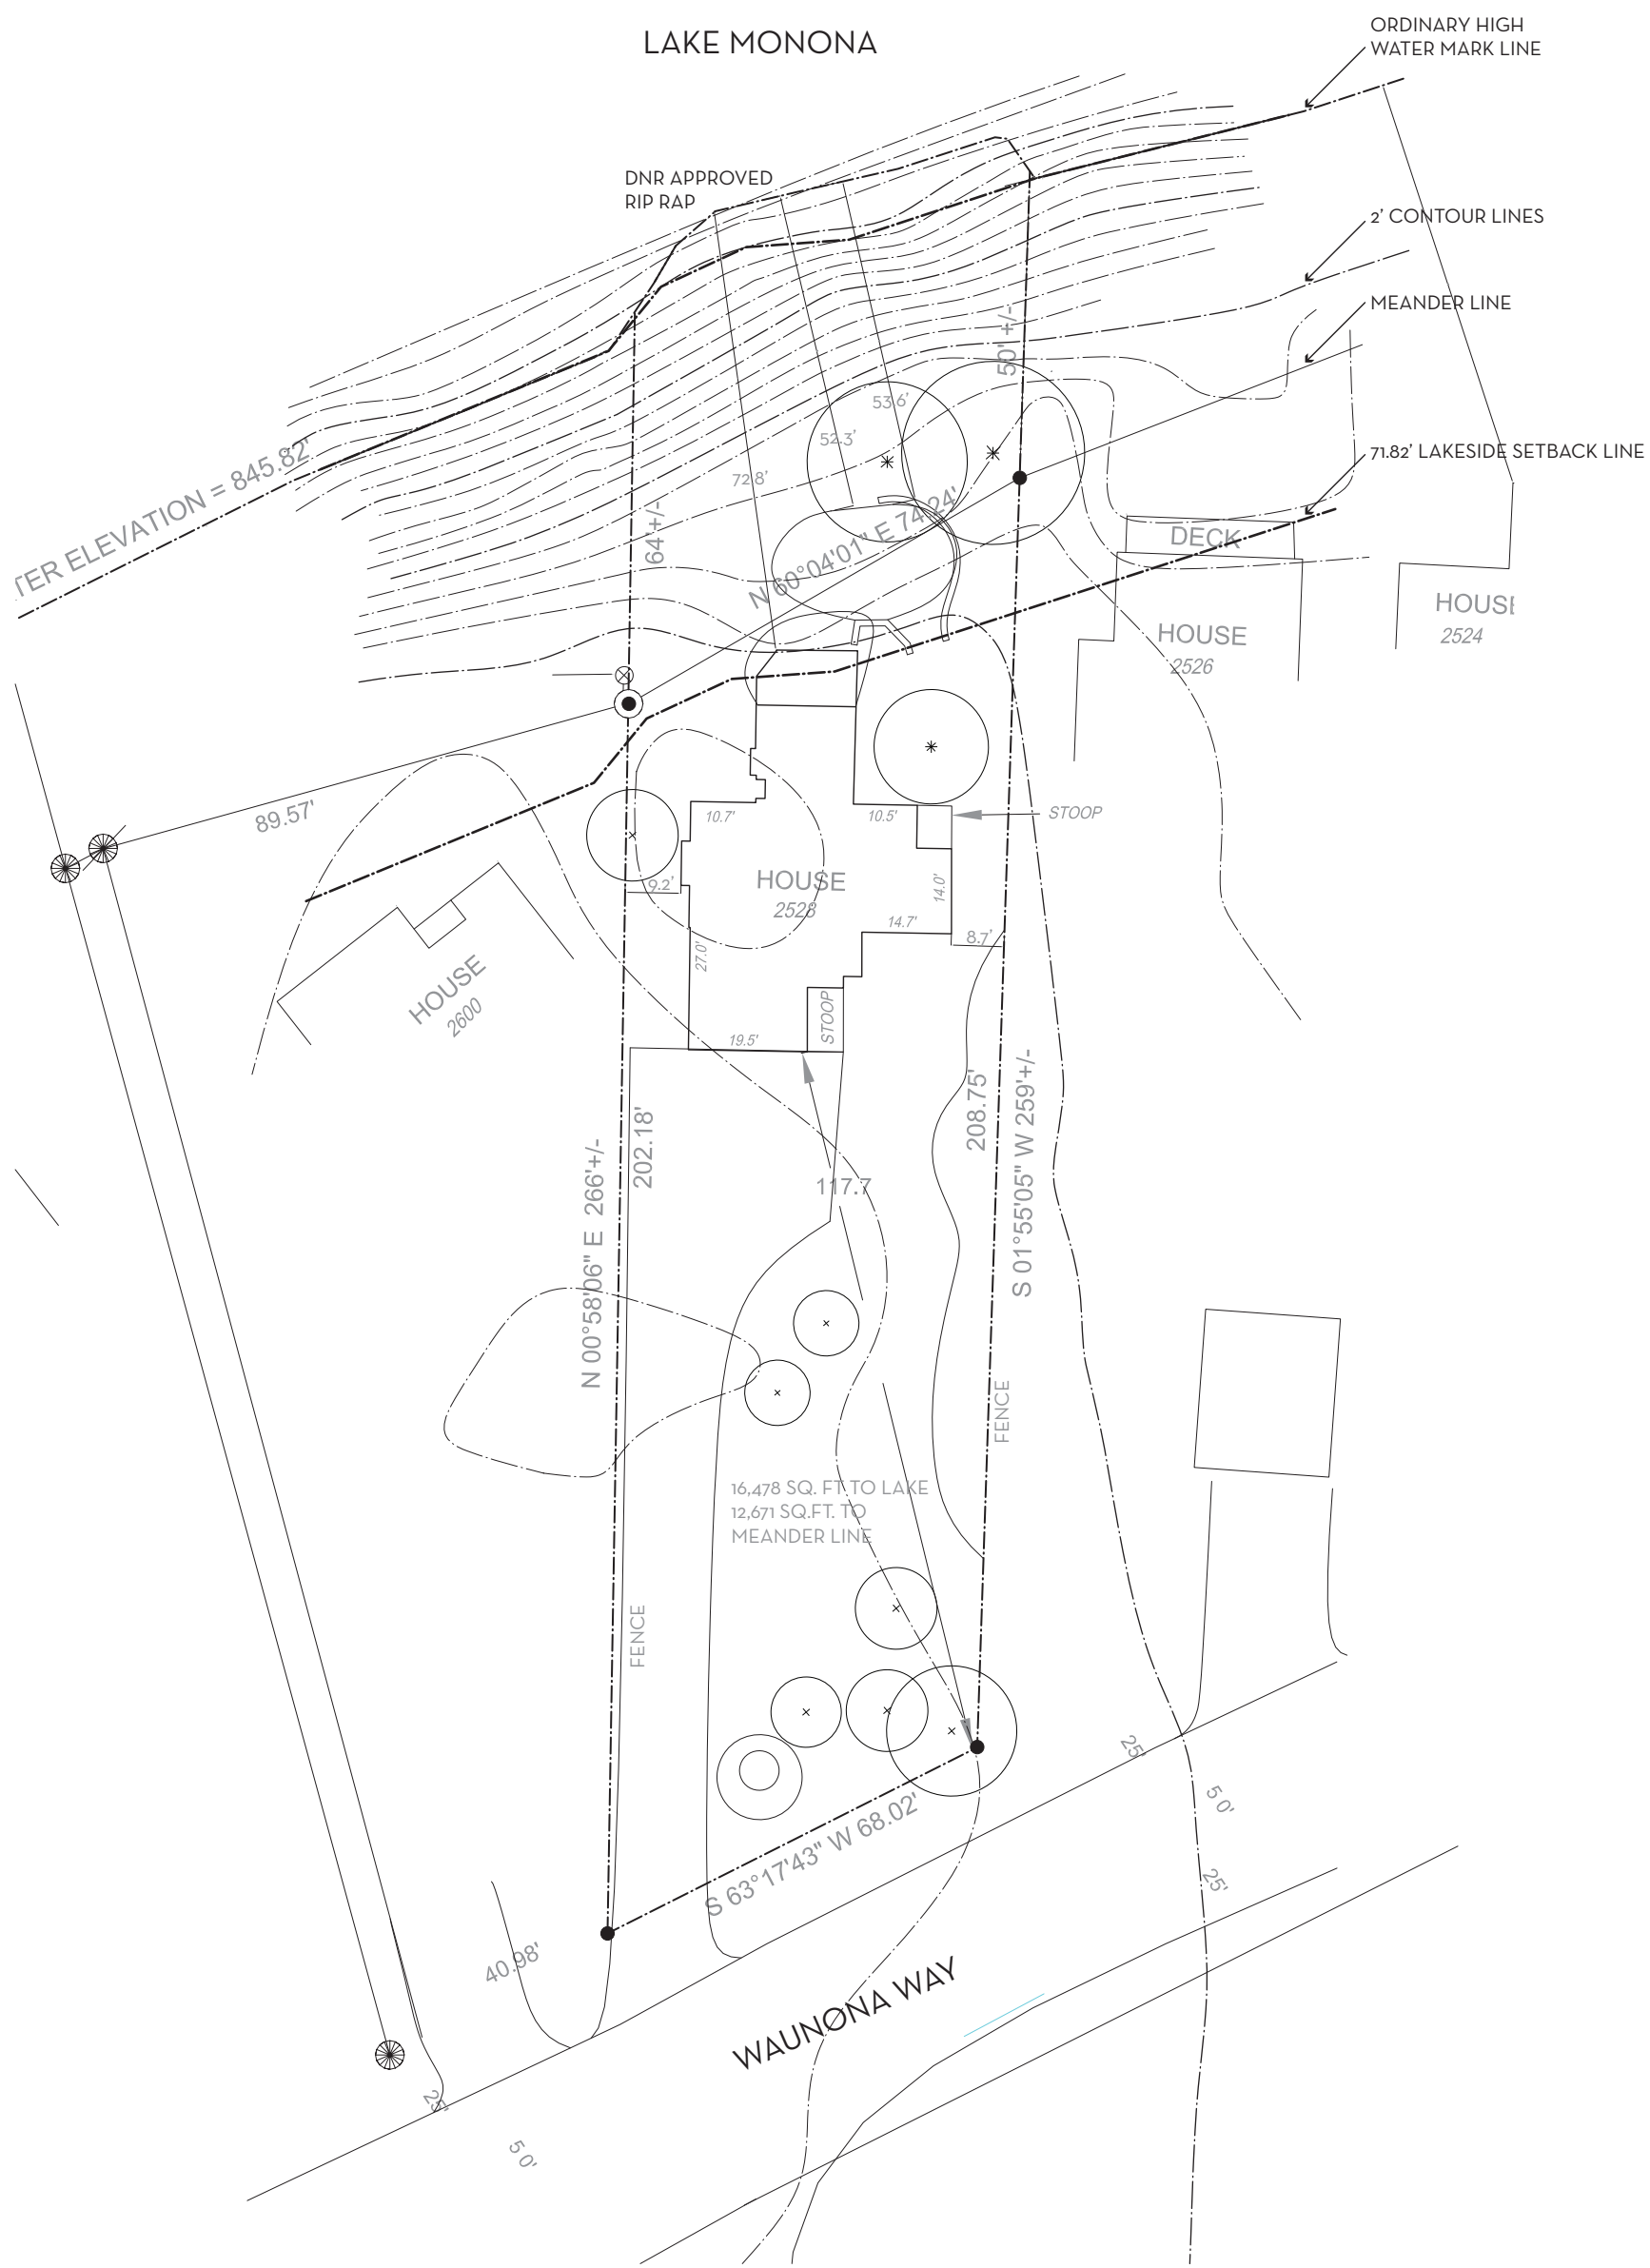 LAKE MONONA
ORDINARY HIGH
WATER MARK LINE
DNR APPROVED
RIP RAP
2' CONTOUR LINES
MEANDER LINE
50' +/-
53.6'
52.3'
72.8'
71.82' LAKESIDE SETBACK LINE
TER ELEVATION = 845.82'
64' +/-
N 60°04'01" E 74.24'
DECK
HOUSE
2526
HOUSE
2524
89.57'
10.7'
10.5'
STOOP
9.2'
HOUSE
2528
14.0'
14.7'
8.7'
27.0'
HOUSE
2600
STOOP
19.5'
202.18'
N 00°58'06" E 266'+/-
117.7
208.75'
S 01°55'05" W 259'+/-
FENCE
16,478 SQ. FT. TO LAKE
12,671 SQ.FT. TO
MEANDER LINE
FENCE
S 63°17'43" W 68.02'
25'
50'
25'
40.98'
WAUNONA WAY
25'
50'